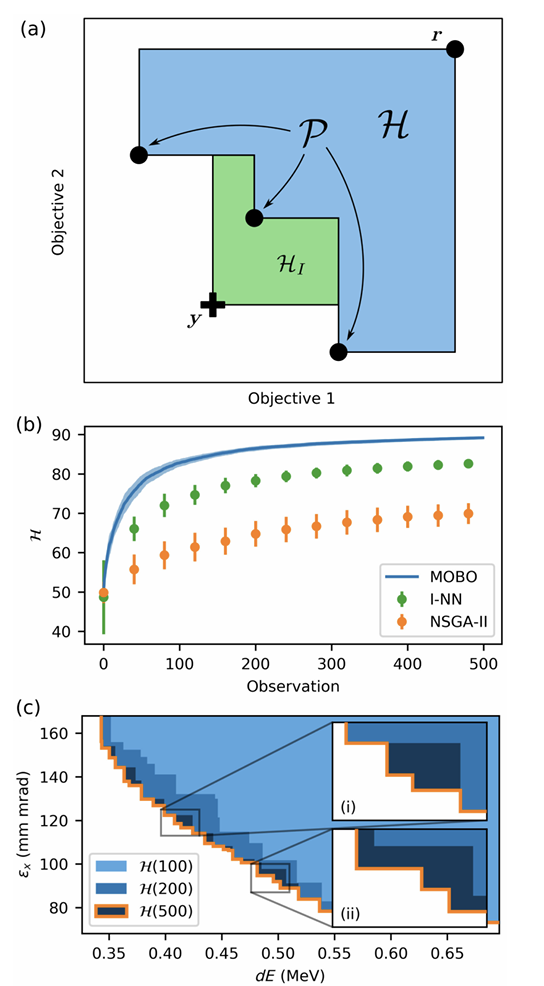 (a)
r
𝒫
ℋ
ℋ_I
y
Objective 2
Objective 1
(b)
90
80
70
60
50
40
ℋ
MOBO
I-NN
NSGA-II
0 100 200 300 400 500
Observation
(c)
160
140
120
100
80
ε_x (mm mrad)
(i)
(ii)
ℋ(100)
ℋ(200)
ℋ(500)
0.35 0.40 0.45 0.50 0.55 0.60 0.65
dE (MeV)